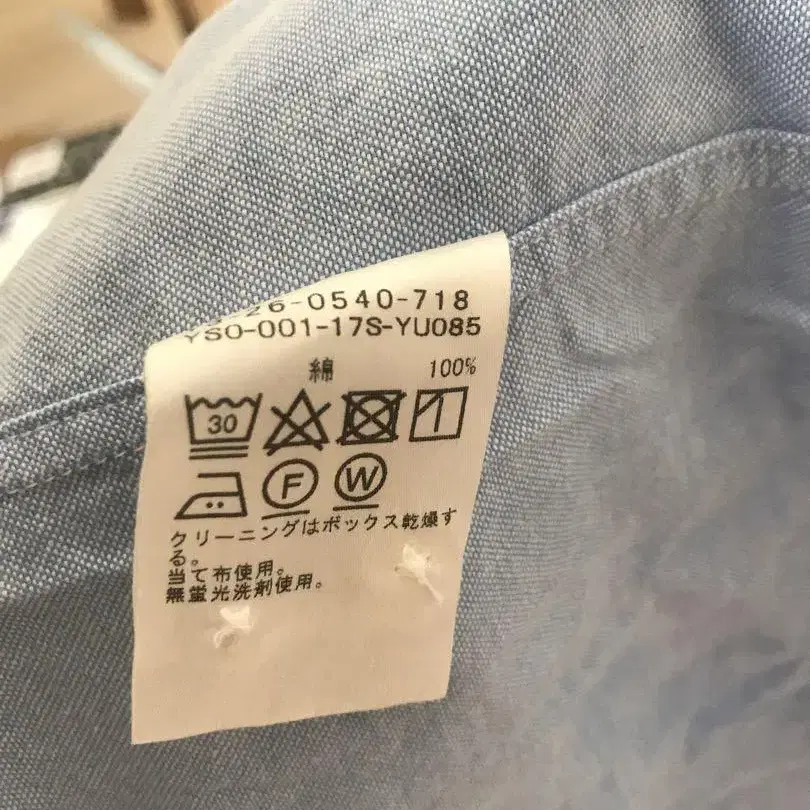 26-0540-718
YSO-001-17S-YU085
綿 100%
30
F W
クリーニングはボックス乾燥す
る。
当て布使用。
無蛍光洗剤使用。